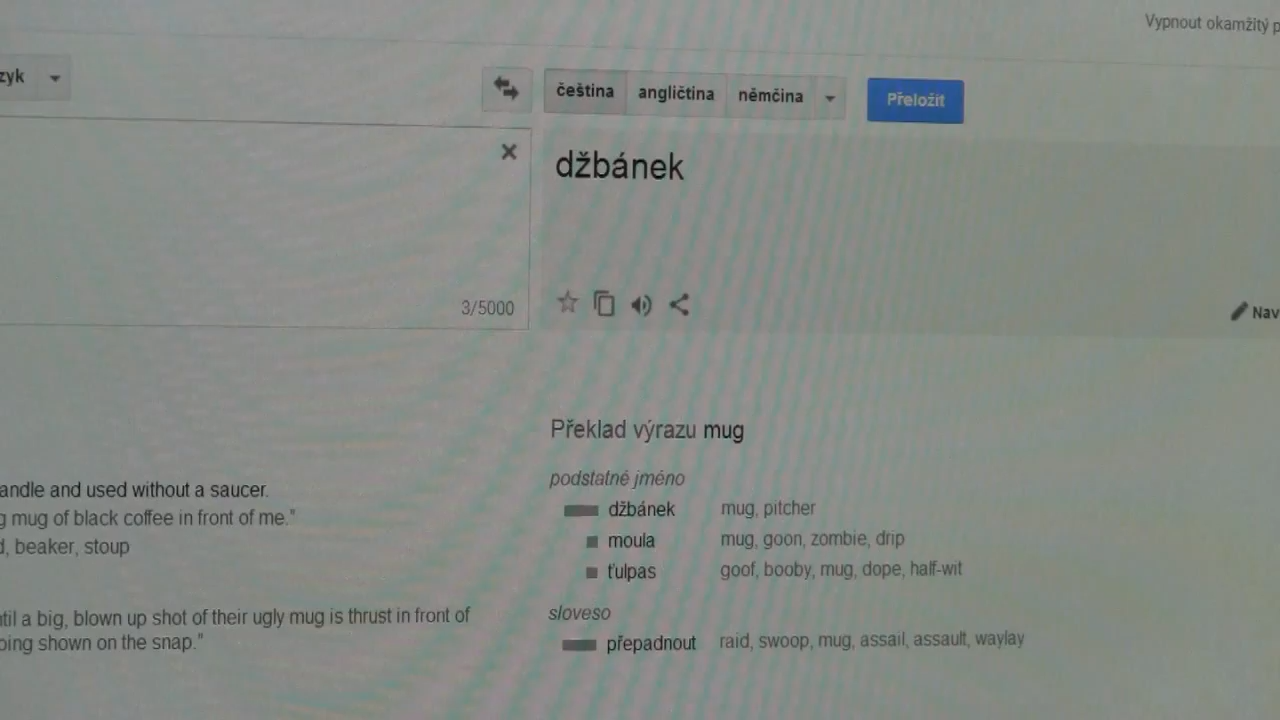 Vypnout okamžitý p
zyk
čeština angličtina němčina Přeložit
džbánek
3/5000
Nav
Překlad výrazu mug
podstatné jméno
džbánek mug, pitcher
moula mug, goon, zombie, drip
ťulpas goof, booby, mug, dope, half-wit
sloveso
přepadnout raid, swoop, mug, assail, assault, waylay
andle and used without a saucer.
g mug of black coffee in front of me."
d, beaker, stoup
ntil a big, blown up shot of their ugly mug is thrust in front of
oing shown on the snap."